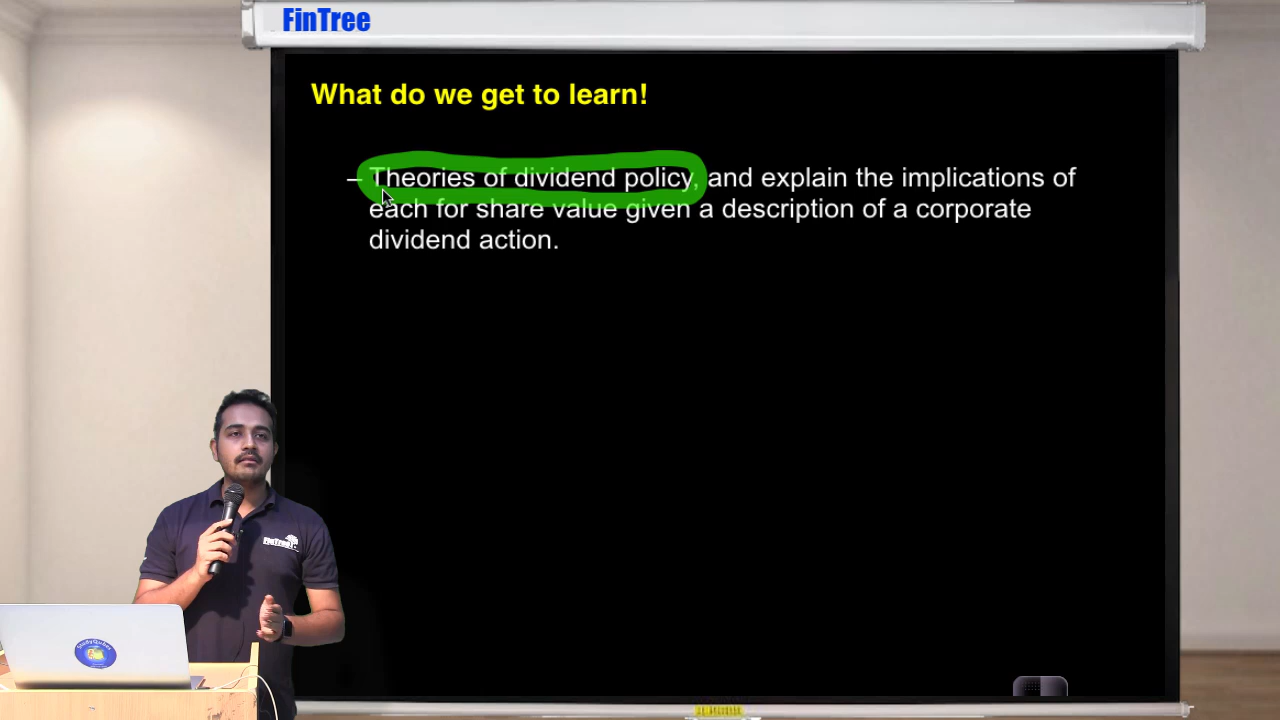 FinTree
What do we get to learn!
– Theories of dividend policy, and explain the implications of
each for share value given a description of a corporate
dividend action.
FinTree